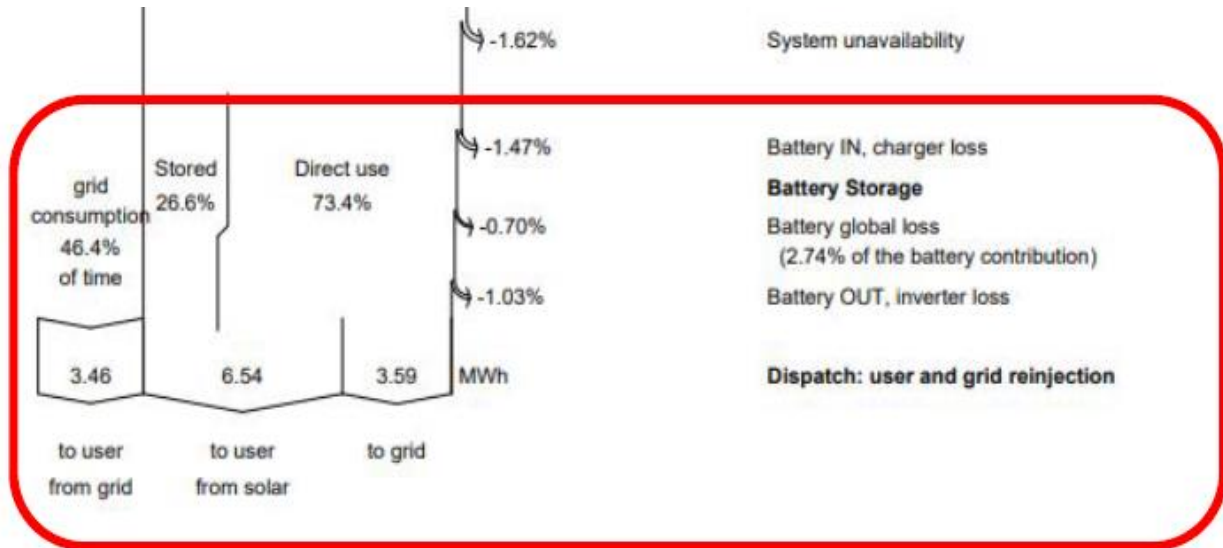 -1.62% System unavailability
-1.47% Battery IN, charger loss
Stored Direct use
26.6% 73.4%
Battery Storage
grid
consumption
46.4%
of time
-0.70% Battery global loss
(2.74% of the battery contribution)
-1.03% Battery OUT, inverter loss
3.46 6.54 3.59 MWh Dispatch: user and grid reinjection
to user to user to grid
from grid from solar